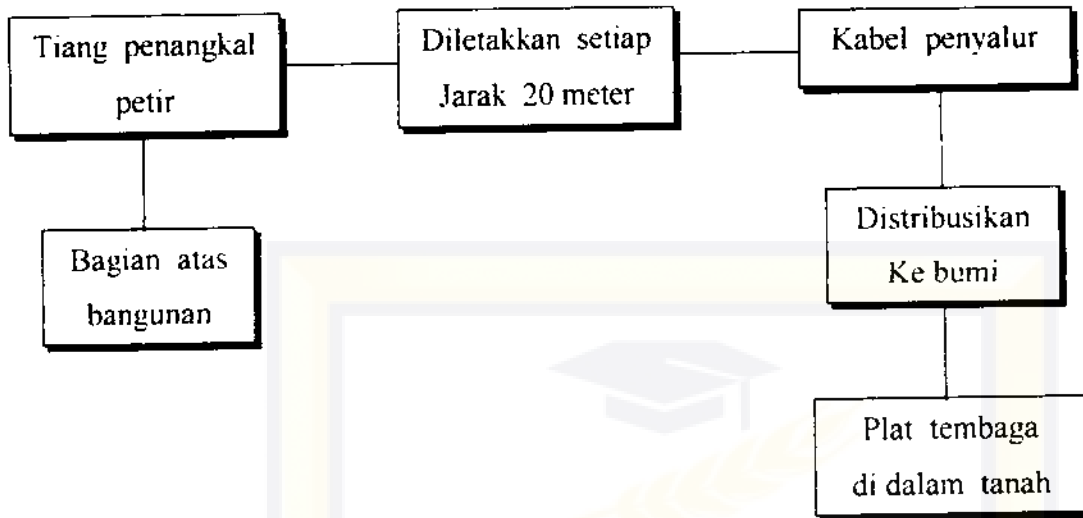 Tiang penangkal
petir
Diletakkan setiap
Jarak 20 meter
Kabel penyalur
Bagian atas
bangunan
Distribusikan
Ke bumi
Plat tembaga
di dalam tanah